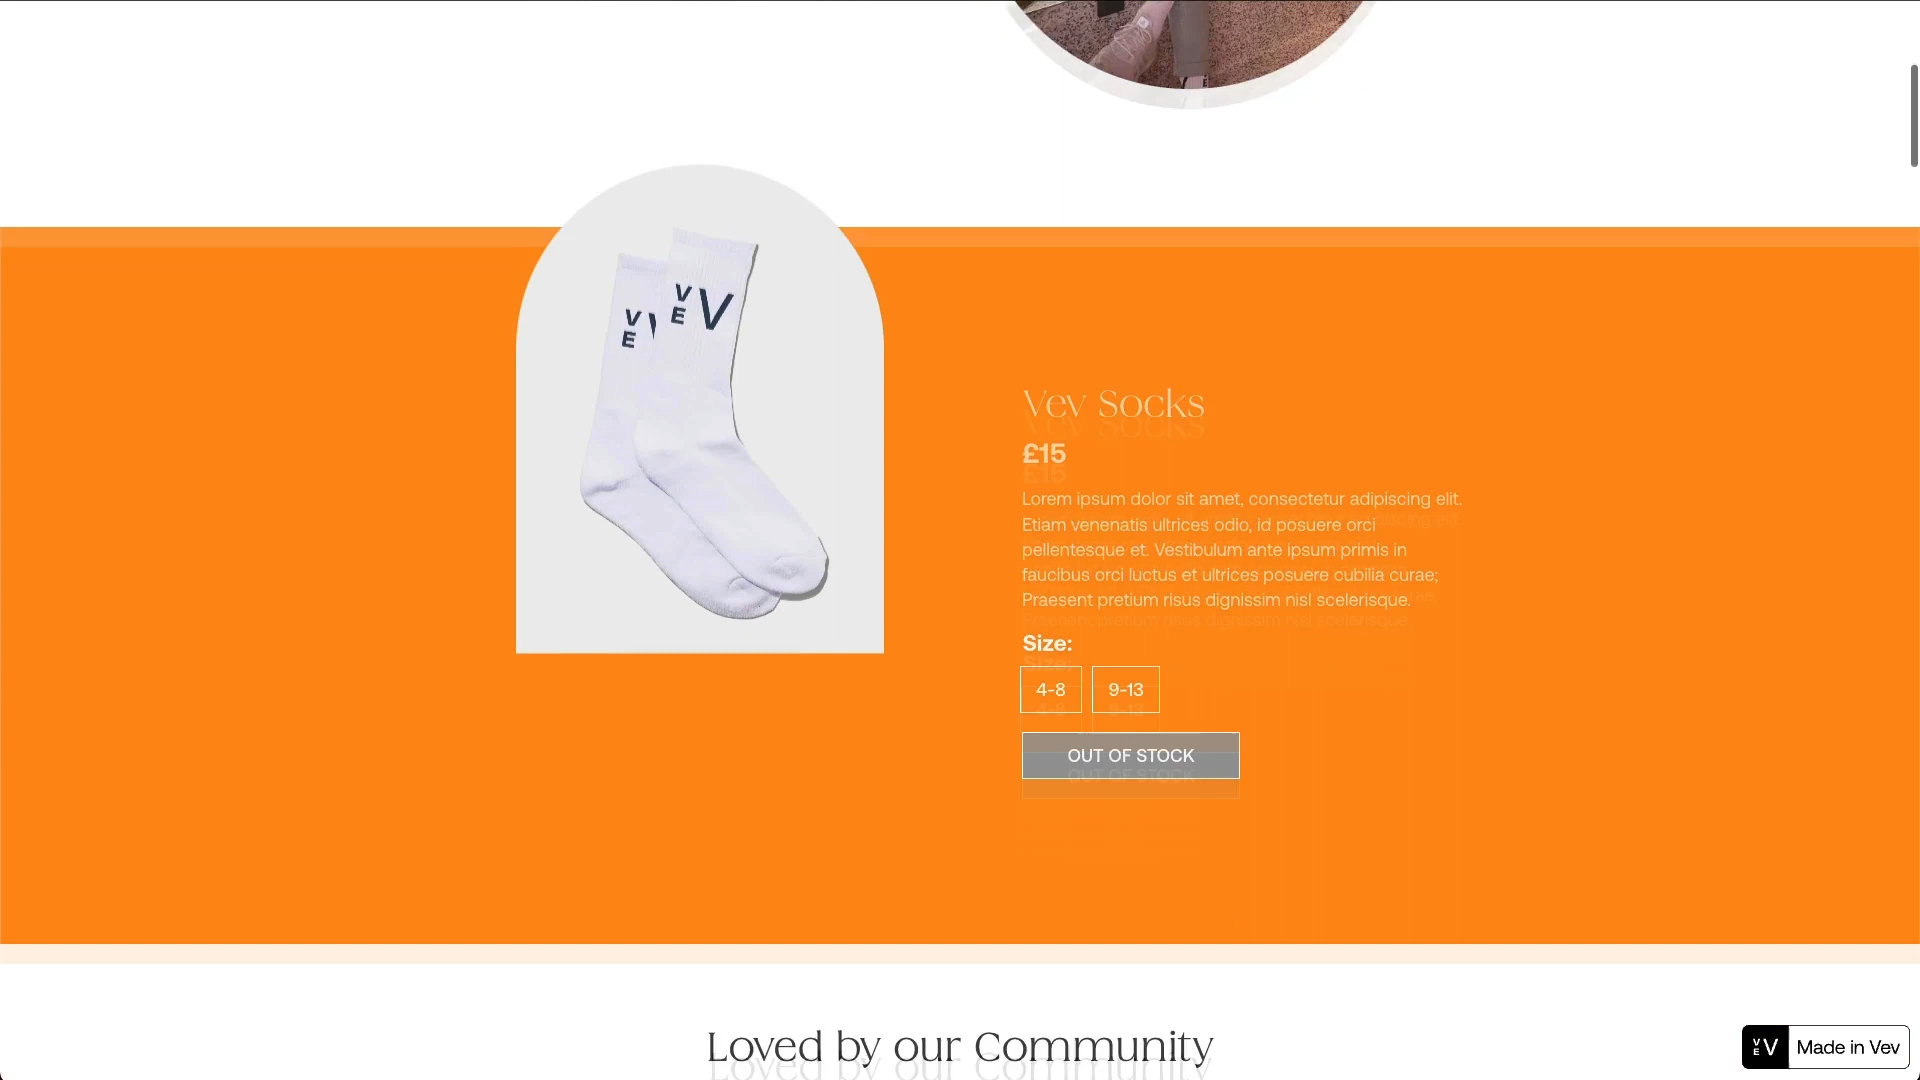 V
E V
V
E
Vev Socks
£15
Lorem ipsum dolor sit amet, consectetur adipiscing elit.
Etiam venenatis ultrices odio, id posuere orci
pellentesque et. Vestibulum ante ipsum primis in
faucibus orci luctus et ultrices posuere cubilia curae;
Praesent pretium risus dignissim nisl scelerisque.
Size:
4-8 9-13
OUT OF STOCK
Loved by our Community
V
E V Made in Vev